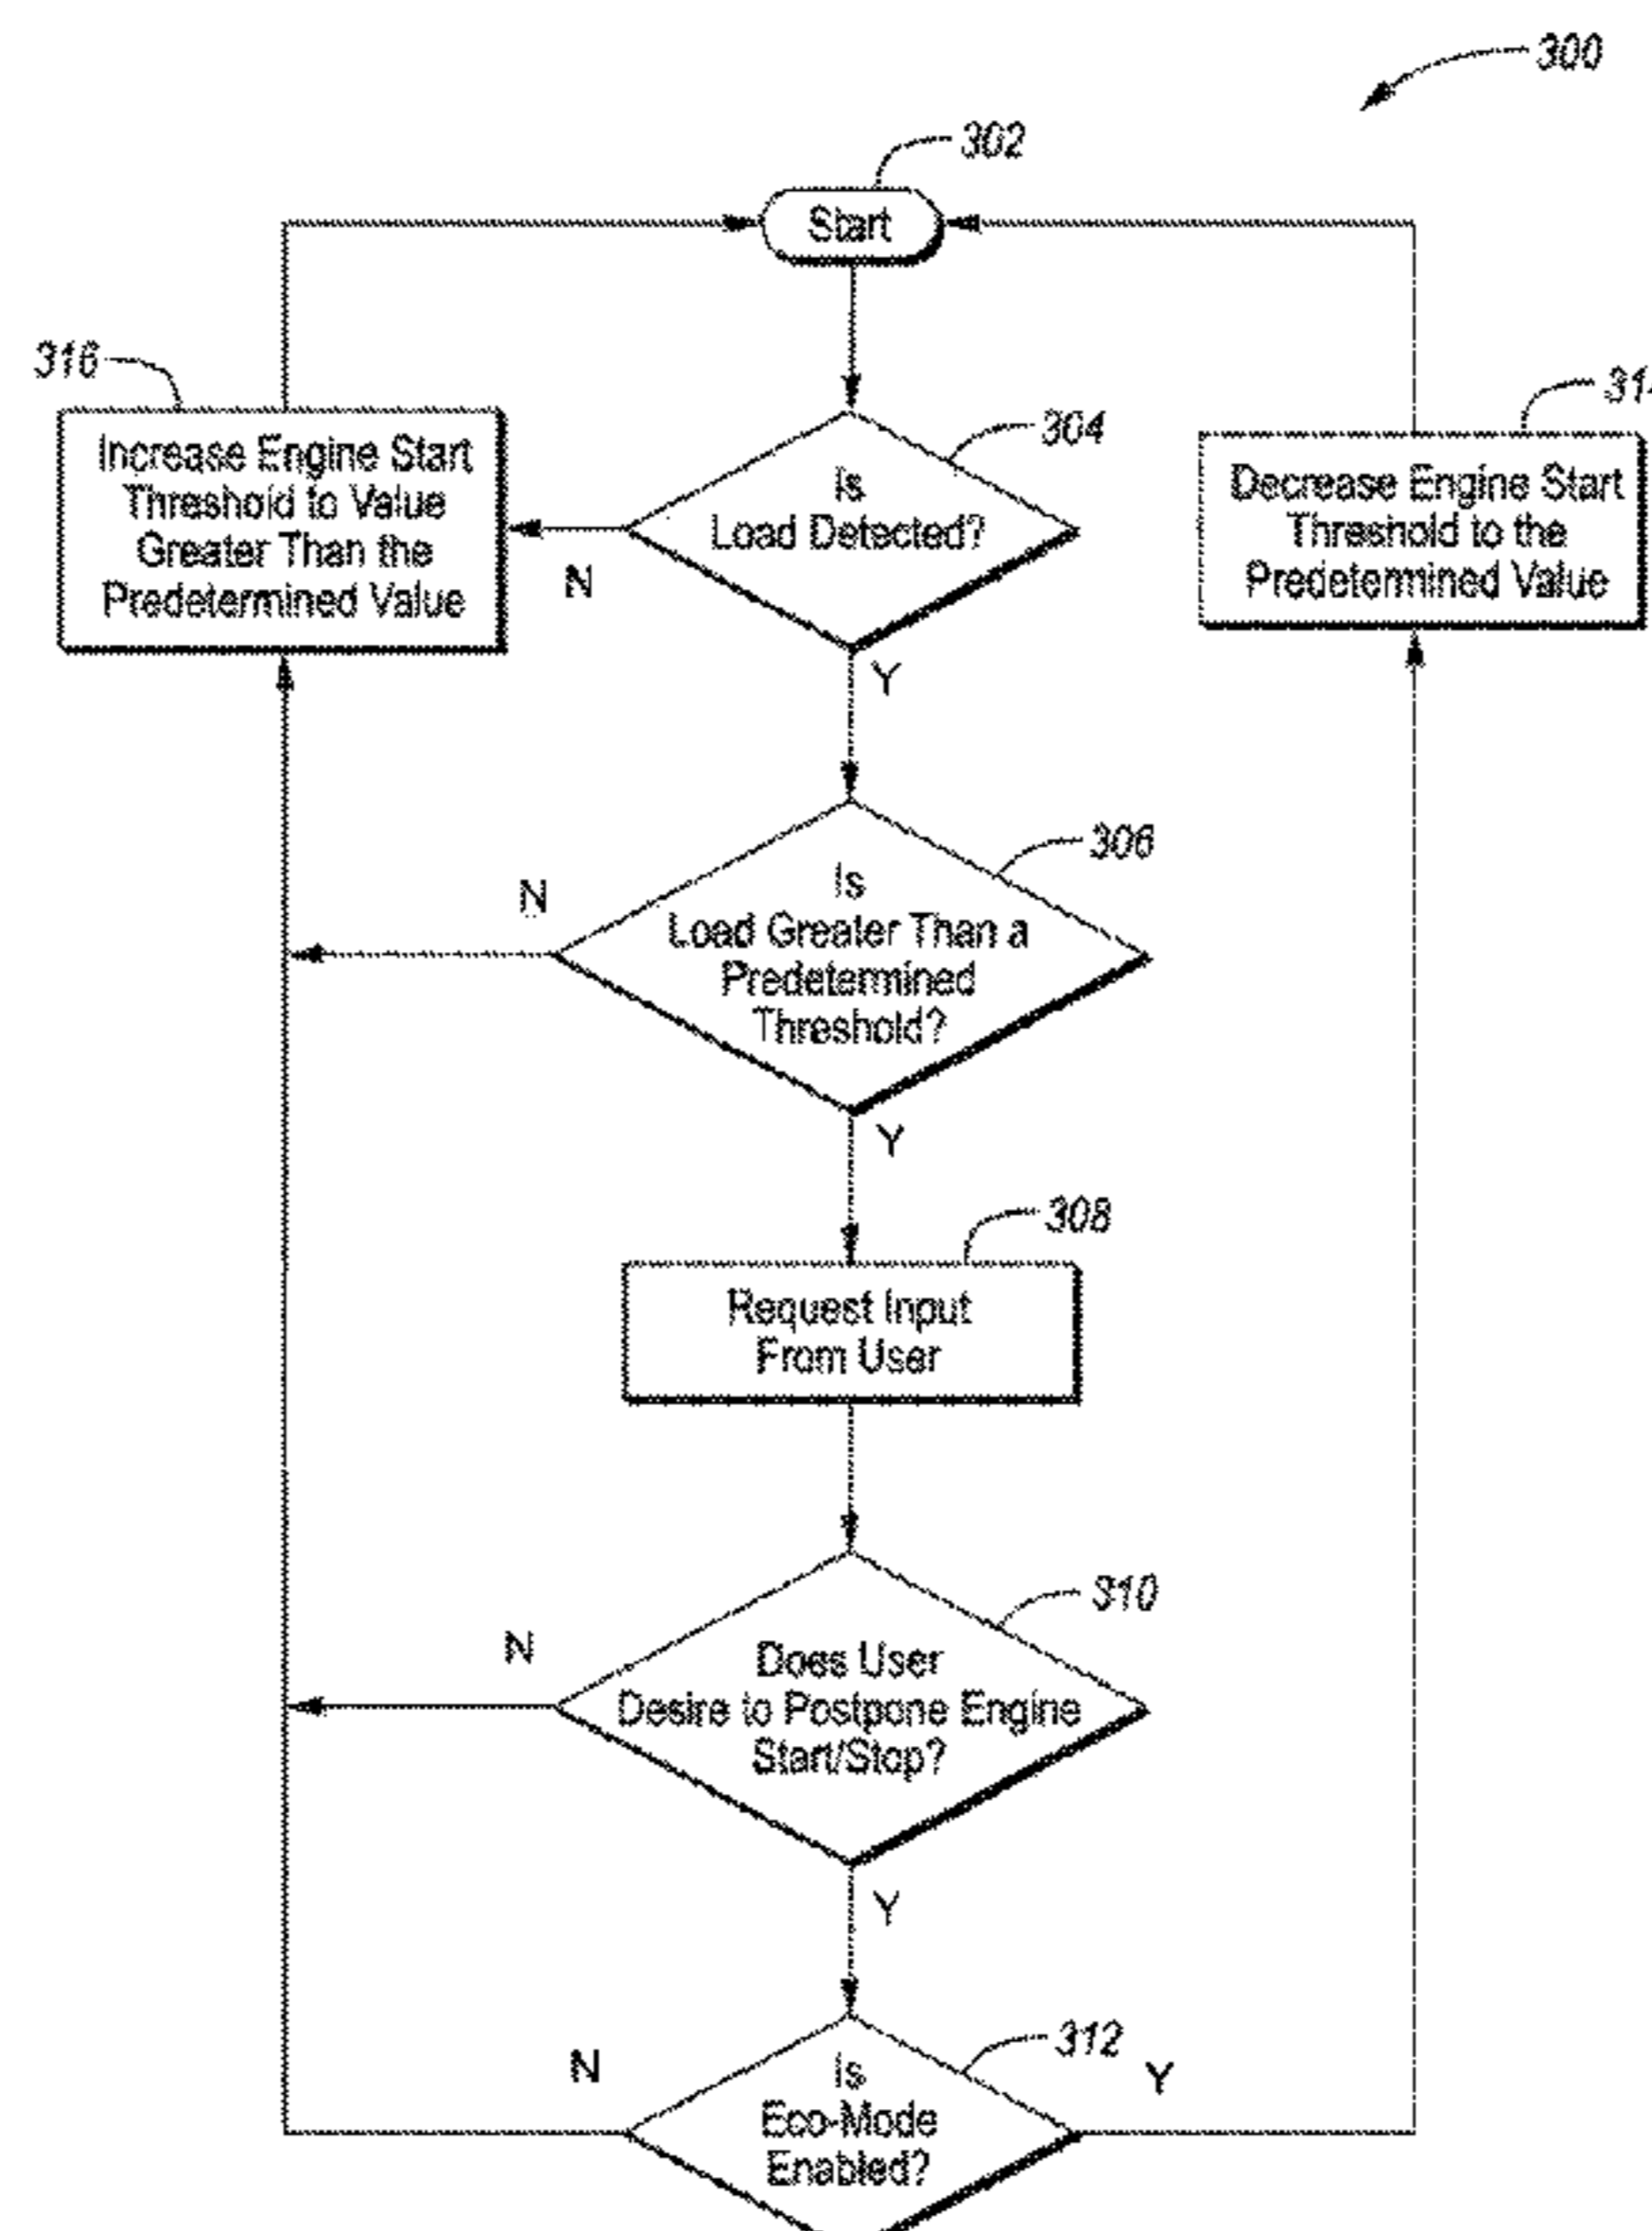 300
302
Start
316
Increase Engine Start
Threshold to Value
Greater Than the
Predetermined Value
304
Is
Load Detected?
N
Y
Decrease Engine Start
Threshold to the
Predetermined Value
306
Is
Load Greater Than a
Predetermined
Threshold?
N
Y
308
Request Input
From User
310
Does User
Desire to Postpone Engine
Start/Stop?
N
Y
312
Is
Eco-Mode
Enabled?
N
Y